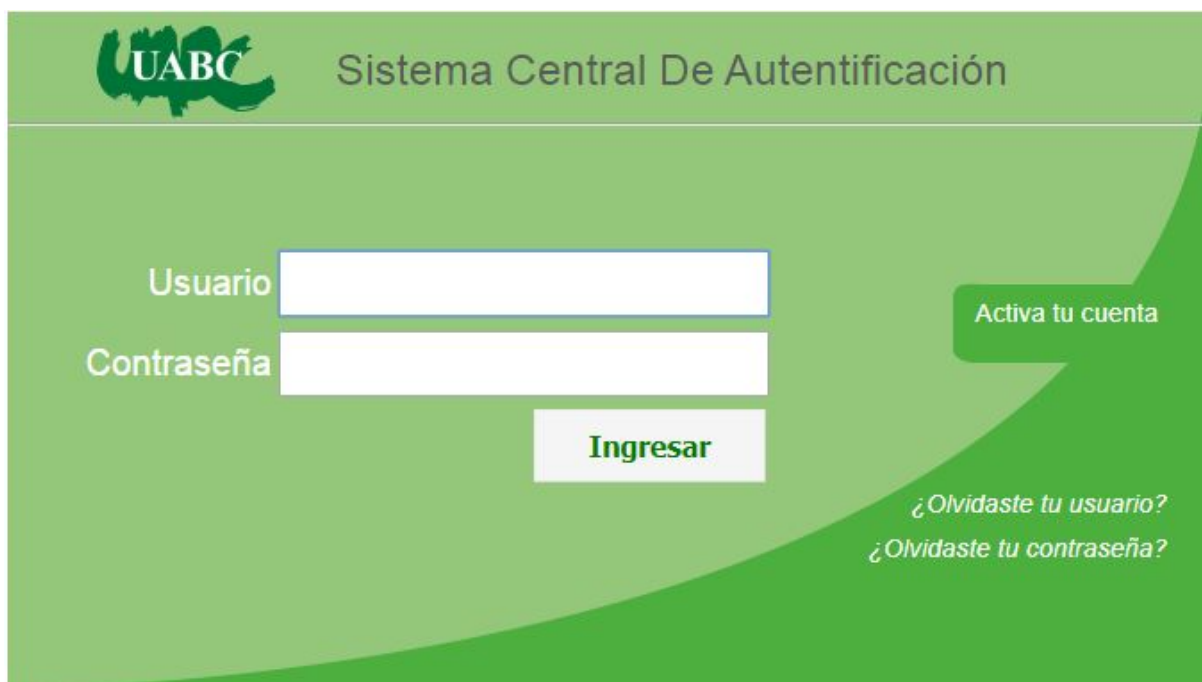 UABC
Sistema Central De Autentificación
Usuario
Activa tu cuenta
Contraseña
Ingresar
¿Olvidaste tu usuario?
¿Olvidaste tu contraseña?